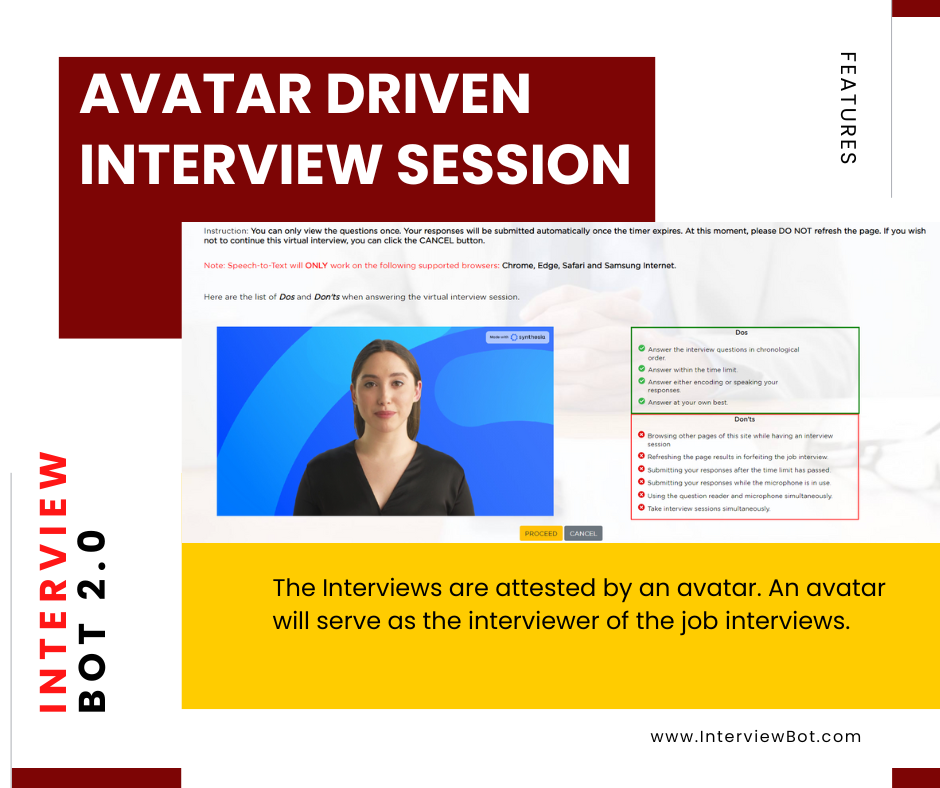 FEATURES
AVATAR DRIVEN
INTERVIEW SESSION
Instruction: You can only view the questions once. Your responses will be submitted automatically once the timer expires. At this moment, please DO NOT refresh the page. If you wish
not to continue this virtual interview, you can click the CANCEL button.
Note: Speech-to-Text will ONLY work on the following supported browsers: Chrome, Edge, Safari and Samsung Internet.
Here are the list of Dos and Don'ts when answering the virtual interview session.
Made with synthesia
Dos
Answer the interview questions in chronological
order.
Answer within the time limit.
Answer either encoding or speaking your
responses.
Answer at your own best.
Don'ts
Browsing other pages of this site while having an interview
session
Refreshing the page results in forfeiting the job interview.
Submitting your responses after the time limit has passed.
Submitting your responses while the microphone is in use.
Using the question reader and microphone simultaneously.
Take interview sessions simultaneously.
PROCEED
CANCEL
INTERVIEW
BOT 2.0
The Interviews are attested by an avatar. An avatar
will serve as the interviewer of the job interviews.
www.InterviewBot.com